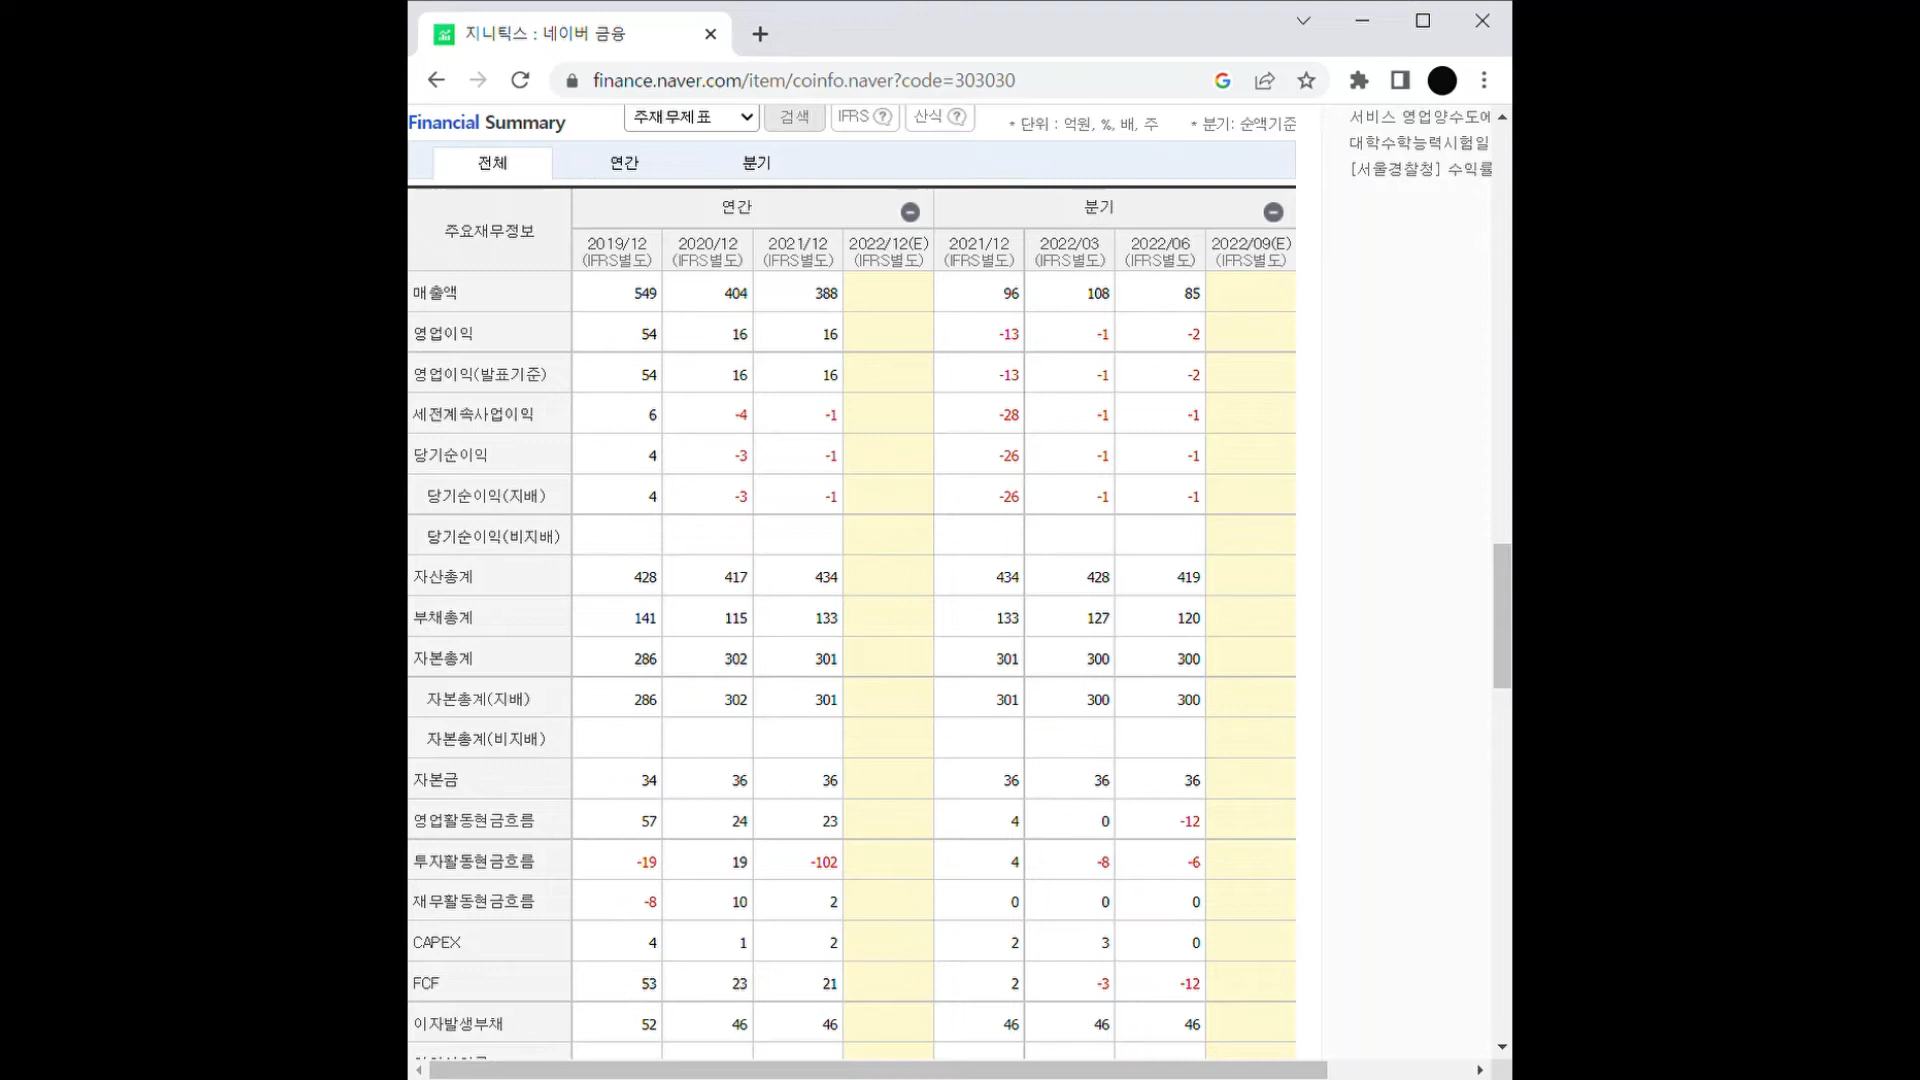 지니틱스 : 네이버 금융
finance.naver.com/item/coinfo.naver?code=303030
Financial Summary 주재무제표 검색 IFRS ? 산식 ? * 단위 : 억원, %, 배, 주 * 분기: 순액기준
서비스 영업양수도에
대학수학능력시험일
[서울경찰청] 수익률
전체 연간 분기
주요재무정보 연간 분기
2019/12 2020/12 2021/12 2022/12(E) 2021/12 2022/03 2022/06 2022/09(E)
(IFRS별도) (IFRS별도) (IFRS별도) (IFRS별도) (IFRS별도) (IFRS별도) (IFRS별도) (IFRS별도)
매출액 549 404 388 96 108 85
영업이익 54 16 16 -13 -1 -2
영업이익(발표기준) 54 16 16 -13 -1 -2
세전계속사업이익 6 -4 -1 -28 -1 -1
당기순이익 4 -3 -1 -26 -1 -1
당기순이익(지배) 4 -3 -1 -26 -1 -1
당기순이익(비지배)
자산총계 428 417 434 434 428 419
부채총계 141 115 133 133 127 120
자본총계 286 302 301 301 300 300
자본총계(지배) 286 302 301 301 300 300
자본총계(비지배)
자본금 34 36 36 36 36 36
영업활동현금흐름 57 24 23 4 0 -12
투자활동현금흐름 -19 19 -102 4 -8 -6
재무활동현금흐름 -8 10 2 0 0 0
CAPEX 4 1 2 2 3 0
FCF 53 23 21 2 -3 -12
이자발생부채 52 46 46 46 46 46